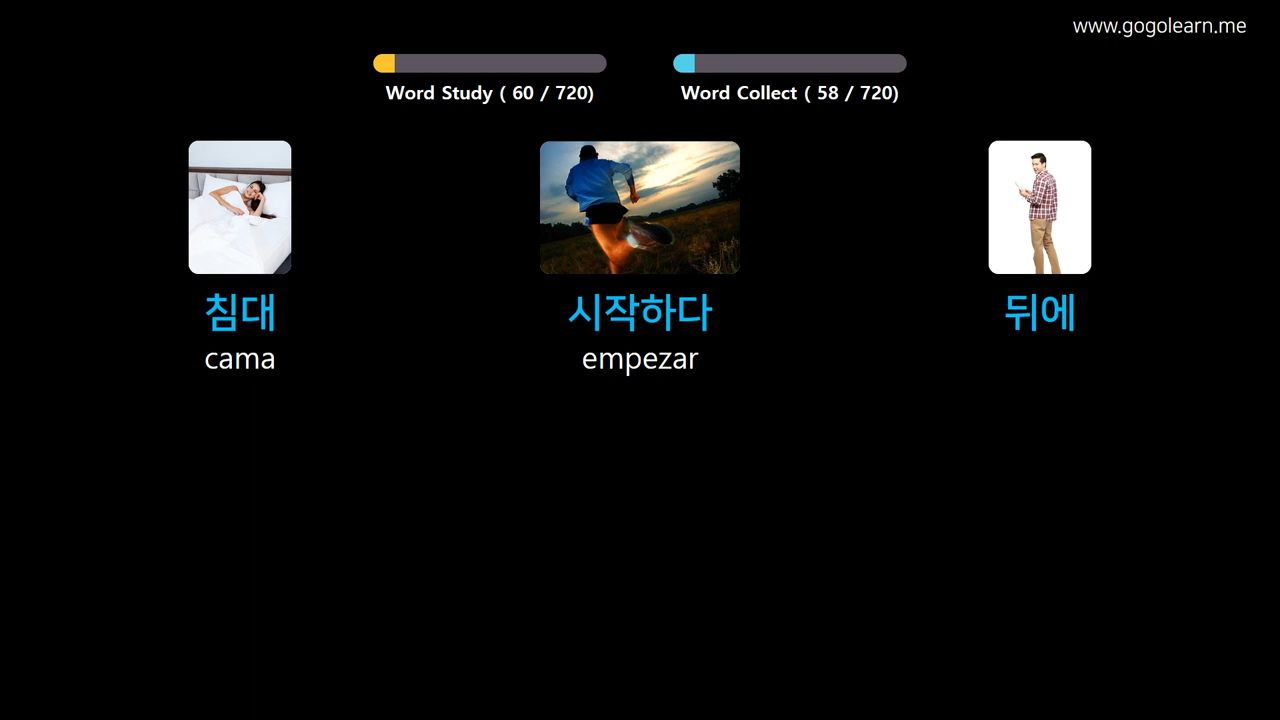 www.gogolearn.me
Word Study ( 60 / 720)
Word Collect ( 58 / 720)
침대
시작하다
뒤에
cama
empezar